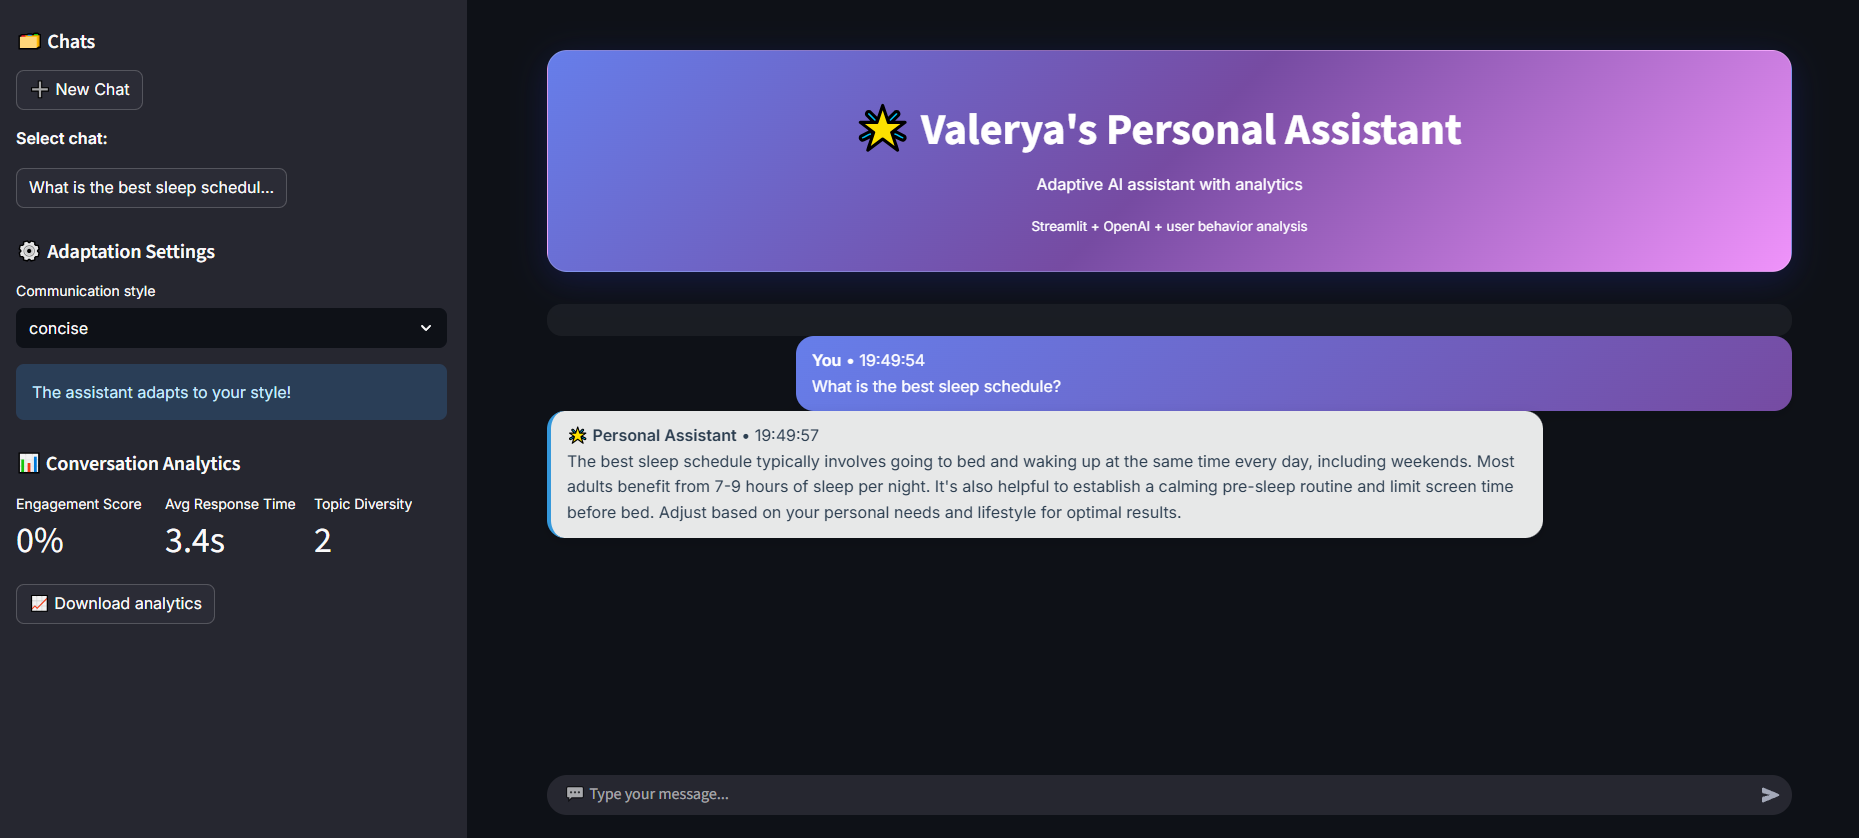 Chats
New Chat
Select chat:
What is the best sleep schedul...
Adaptation Settings
Communication style
concise
The assistant adapts to your style!
Conversation Analytics
Engagement Score
0%
Avg Response Time
3.4s
Topic Diversity
2
Download analytics
Valerya's Personal Assistant
Adaptive AI assistant with analytics
Streamlit + OpenAI + user behavior analysis
You • 19:49:54
What is the best sleep schedule?
Personal Assistant • 19:49:57
The best sleep schedule typically involves going to bed and waking up at the same time every day, including weekends. Most
adults benefit from 7-9 hours of sleep per night. It's also helpful to establish a calming pre-sleep routine and limit screen time
before bed. Adjust based on your personal needs and lifestyle for optimal results.
Type your message...